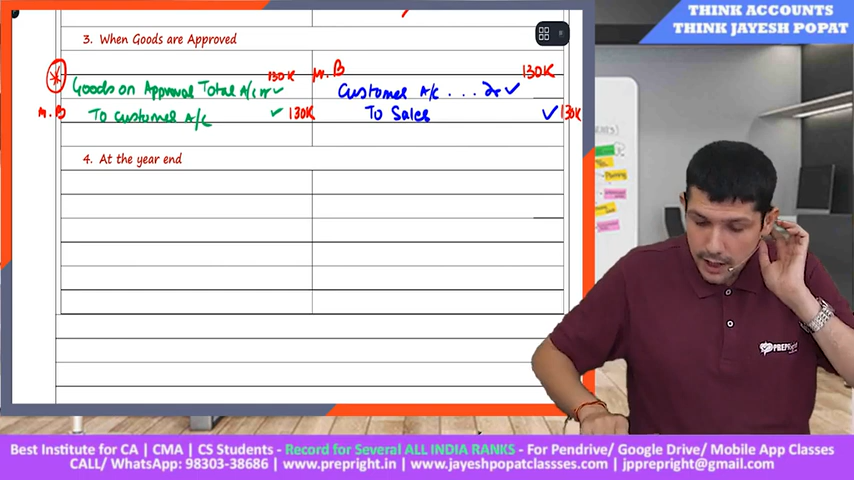 THINK ACCOUNTS
THINK JAYESH POPAT
3. When Goods are Approved
130K M.B 130K
Goods on Approval Total A/c Dr ✓ Customer A/c . . . Dr ✓
M.B To Customer A/c ✓ 130K To Sales ✓ 130K
4. At the year end
PREPRIGHT
Best Institute for CA | CMA | CS Students - Record for Several ALL INDIA RANKS - For Pendrive/ Google Drive/ Mobile App Classes
CALL/ WhatsApp: 98303-38686 | www.prepright.in | www.jayeshpopatclassses.com | jpprepright@gmail.com